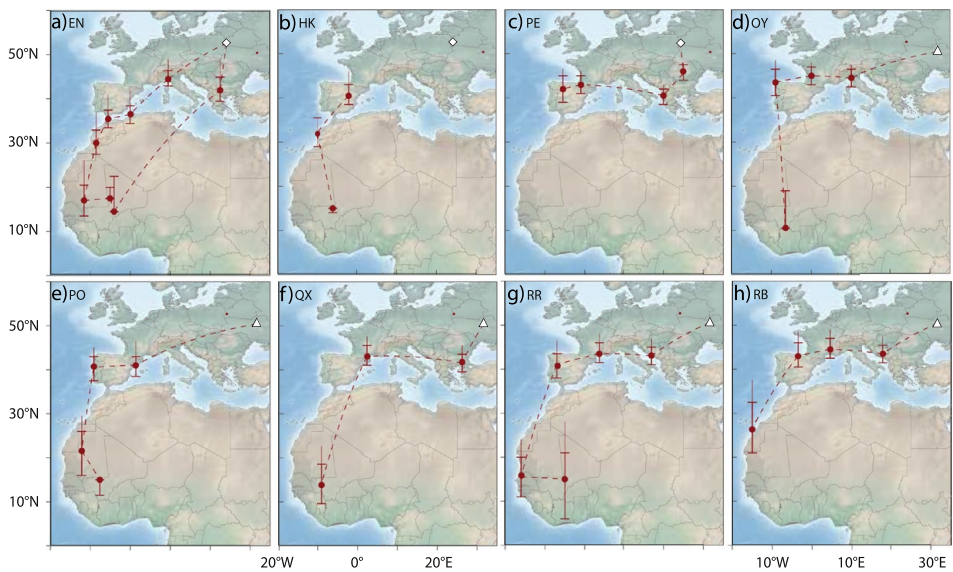 a) EN b) HK c) PE d) OY
50°N
30°N
10°N
e) PO f) QX g) RR h) RB
50°N
30°N
10°N
20°W 0° 20°E 10°W 10°E 30°E